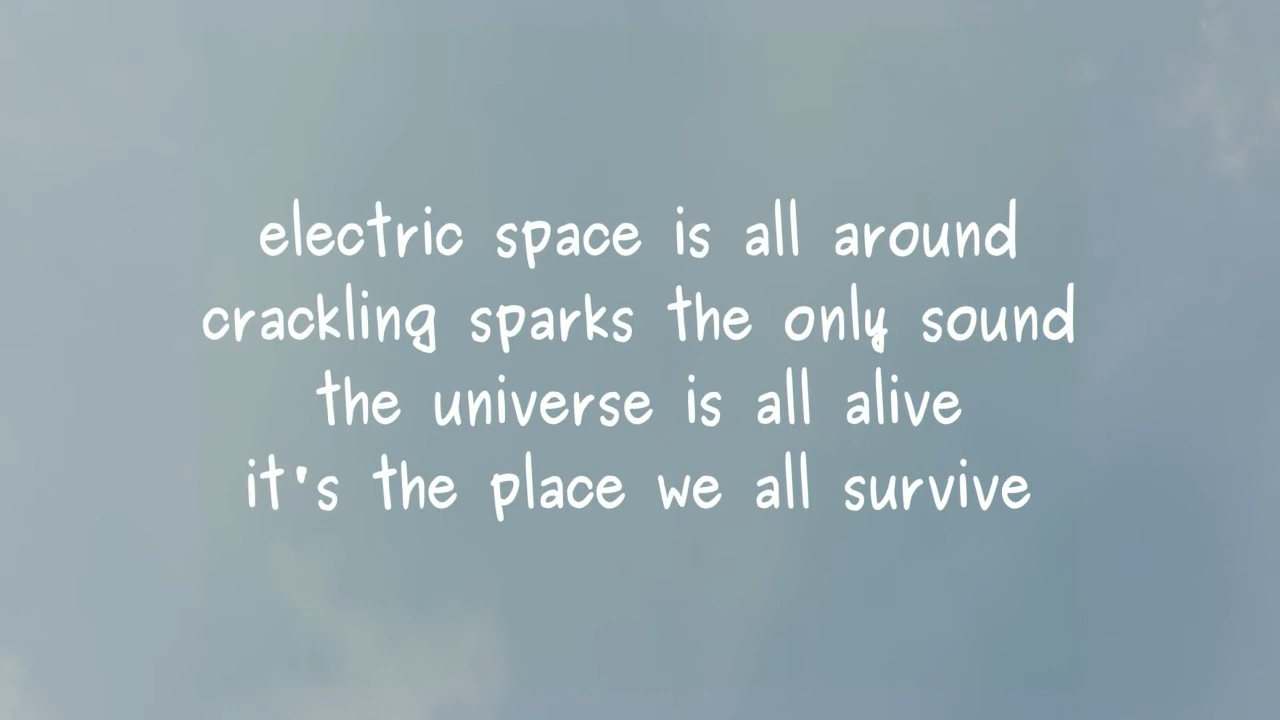 electric space is all around
crackling sparks the only sound
the universe is all alive
it's the place we all survive